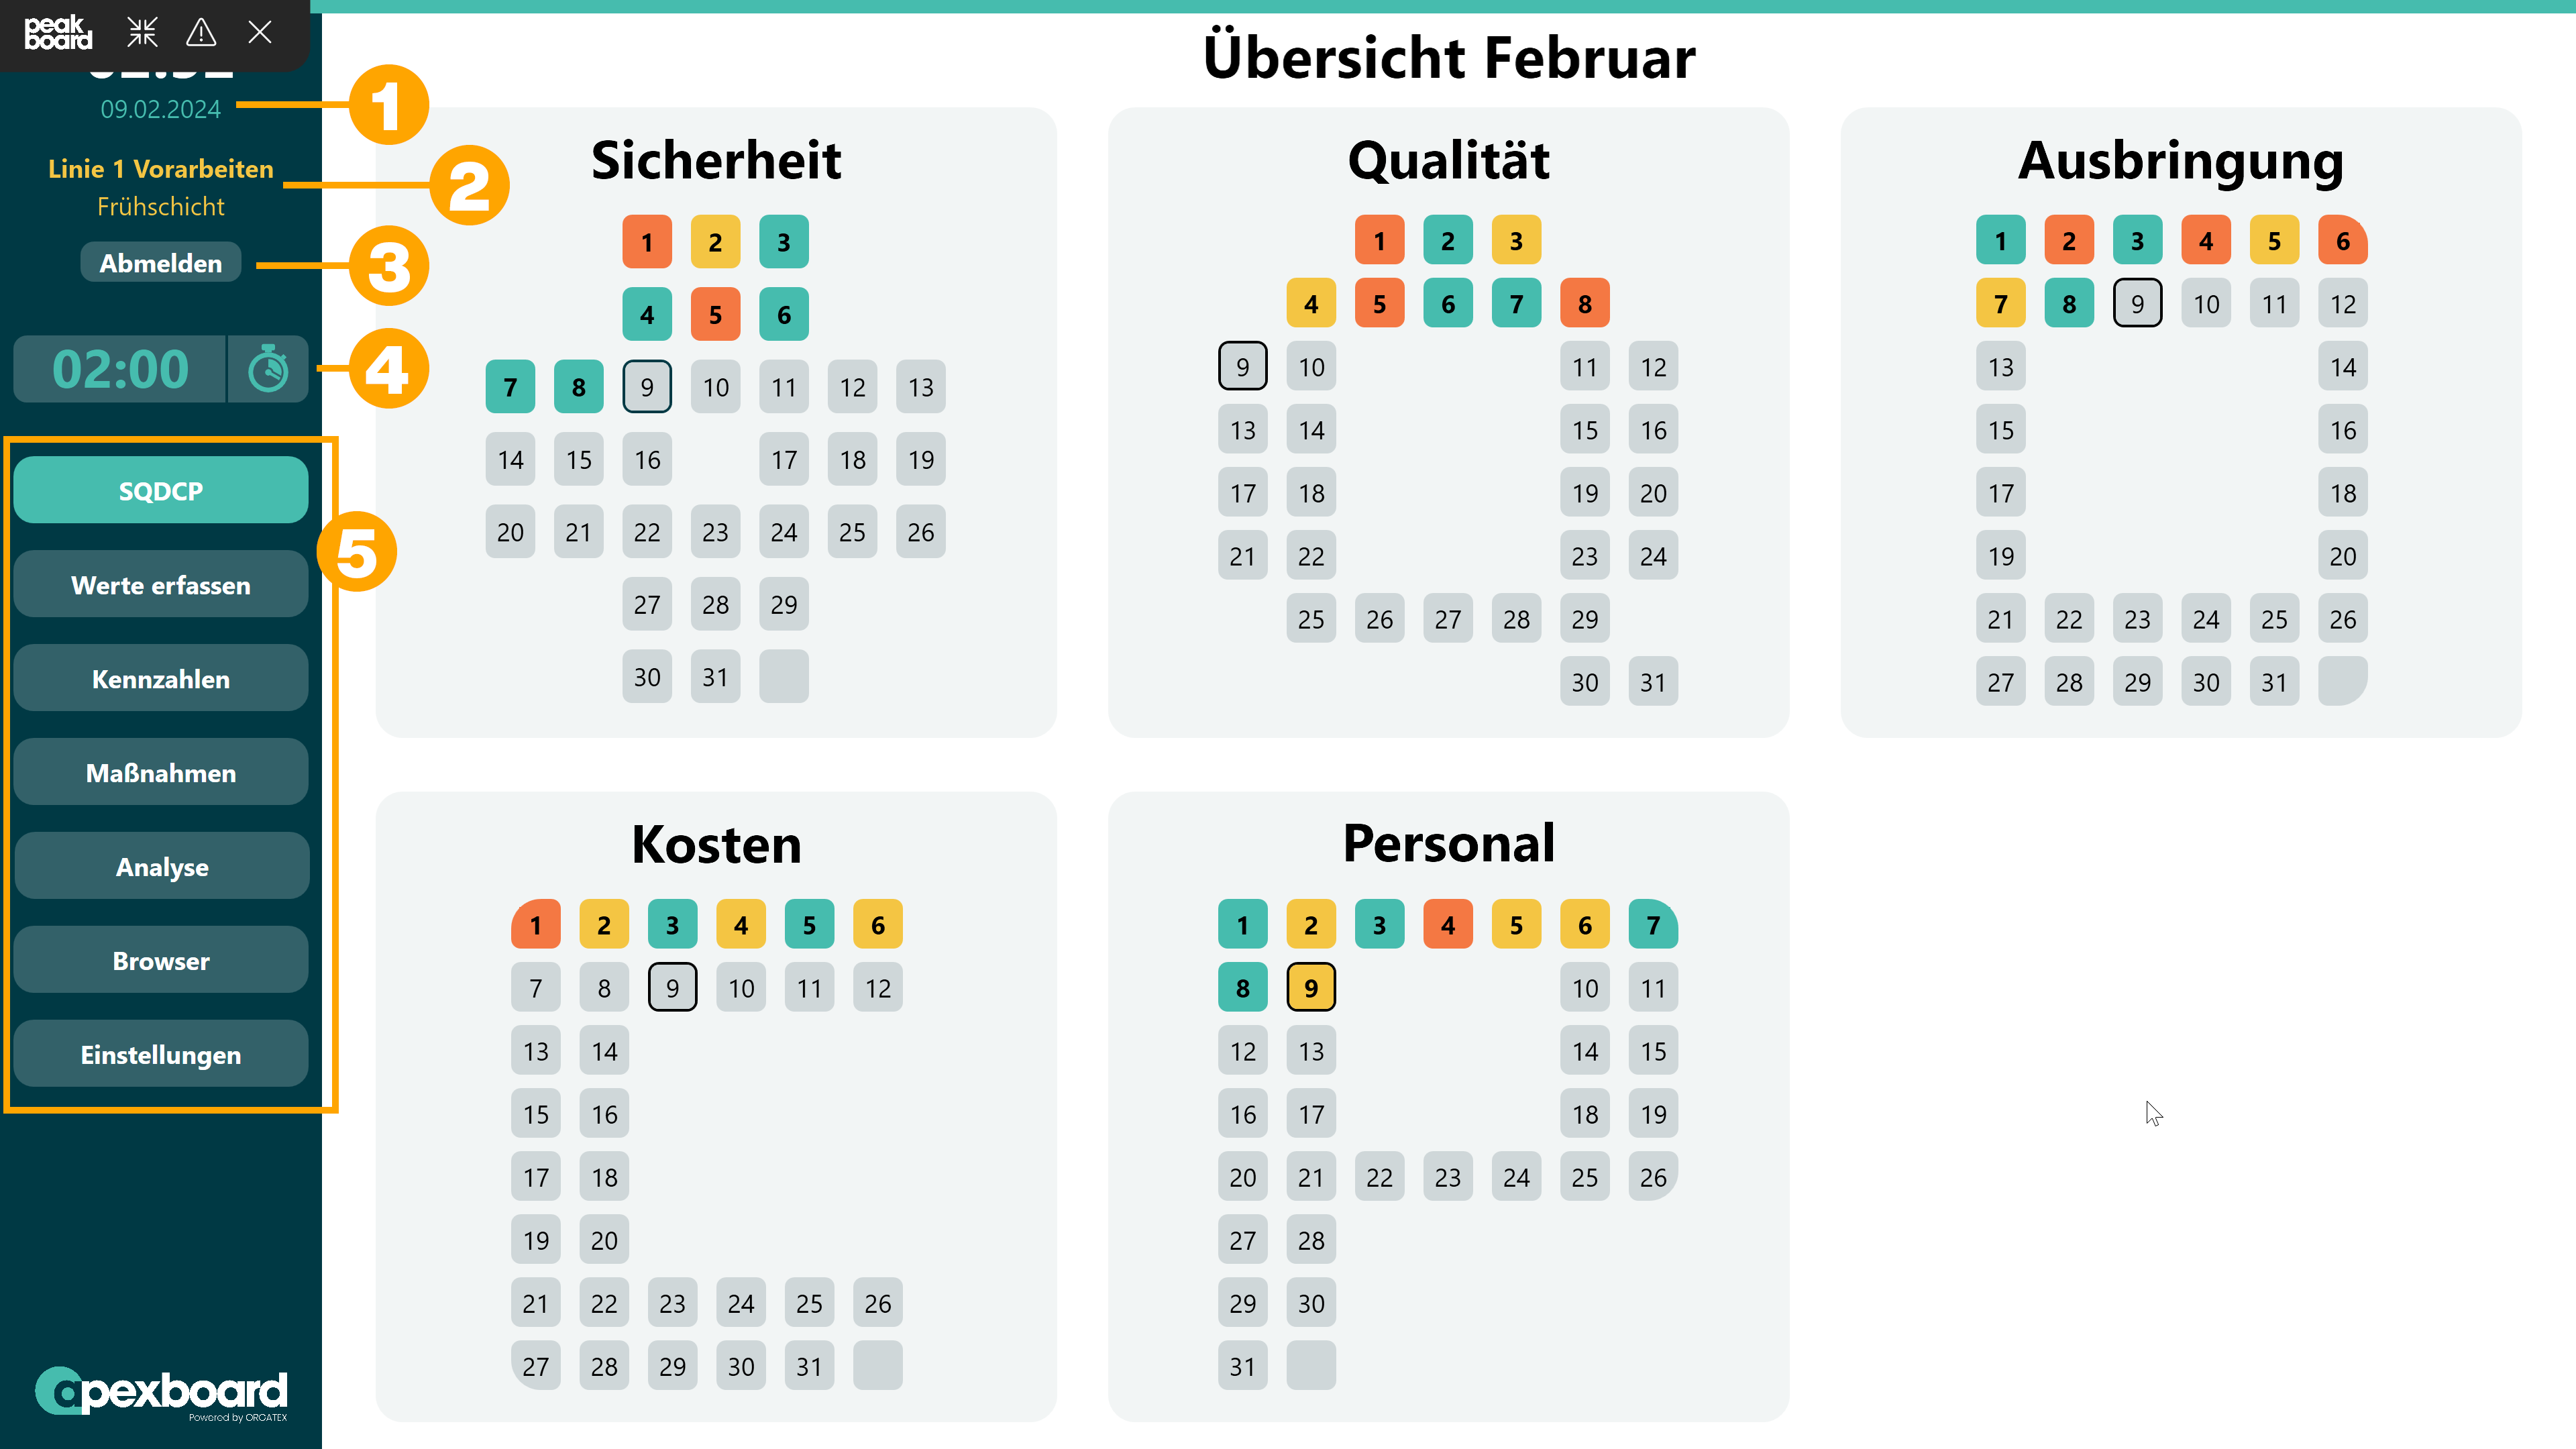 peak
board
09.02.2024
1
Linie 1 Vorarbeiten
2
Frühschicht
Abmelden
3
02:00
4
5
SQDCP
Werte erfassen
Kennzahlen
Maßnahmen
Analyse
Browser
Einstellungen
apexboard
Powered by ORCATEX
Übersicht Februar
Sicherheit
1 2 3
4 5 6
7 8 9 10 11 12 13
14 15 16 17 18 19
20 21 22 23 24 25 26
27 28 29
30 31
Qualität
1 2 3
4 5 6 7 8
9 10 11 12
13 14 15 16
17 18 19 20
21 22 23 24
25 26 27 28 29
30 31
Ausbringung
1 2 3 4 5 6
7 8 9 10 11 12
13 14
15 16
17 18
19 20
21 22 23 24 25 26
27 28 29 30 31
Kosten
1 2 3 4 5 6
7 8 9 10 11 12
13 14
15 16
17 18
19 20
21 22 23 24 25 26
27 28 29 30 31
Personal
1 2 3 4 5 6 7
8 9 10 11
12 13 14 15
16 17 18 19
20 21 22 23 24 25 26
27 28
29 30
31